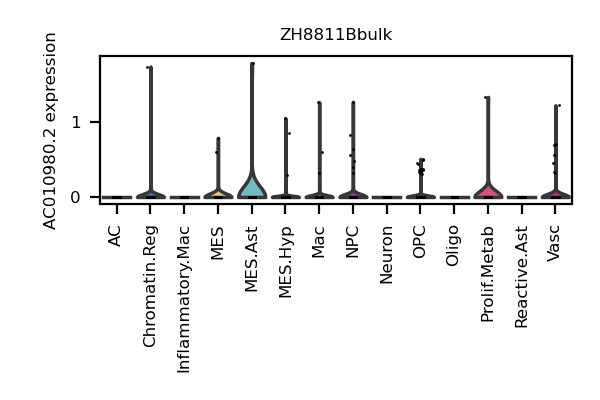 ZH8811Bbulk
AC010980.2 expression
1
0
AC
Chromatin.Reg
Inflammatory.Mac
MES
MES.Ast
MES.Hyp
Mac
NPC
Neuron
OPC
Oligo
Prolif.Metab
Reactive.Ast
Vasc